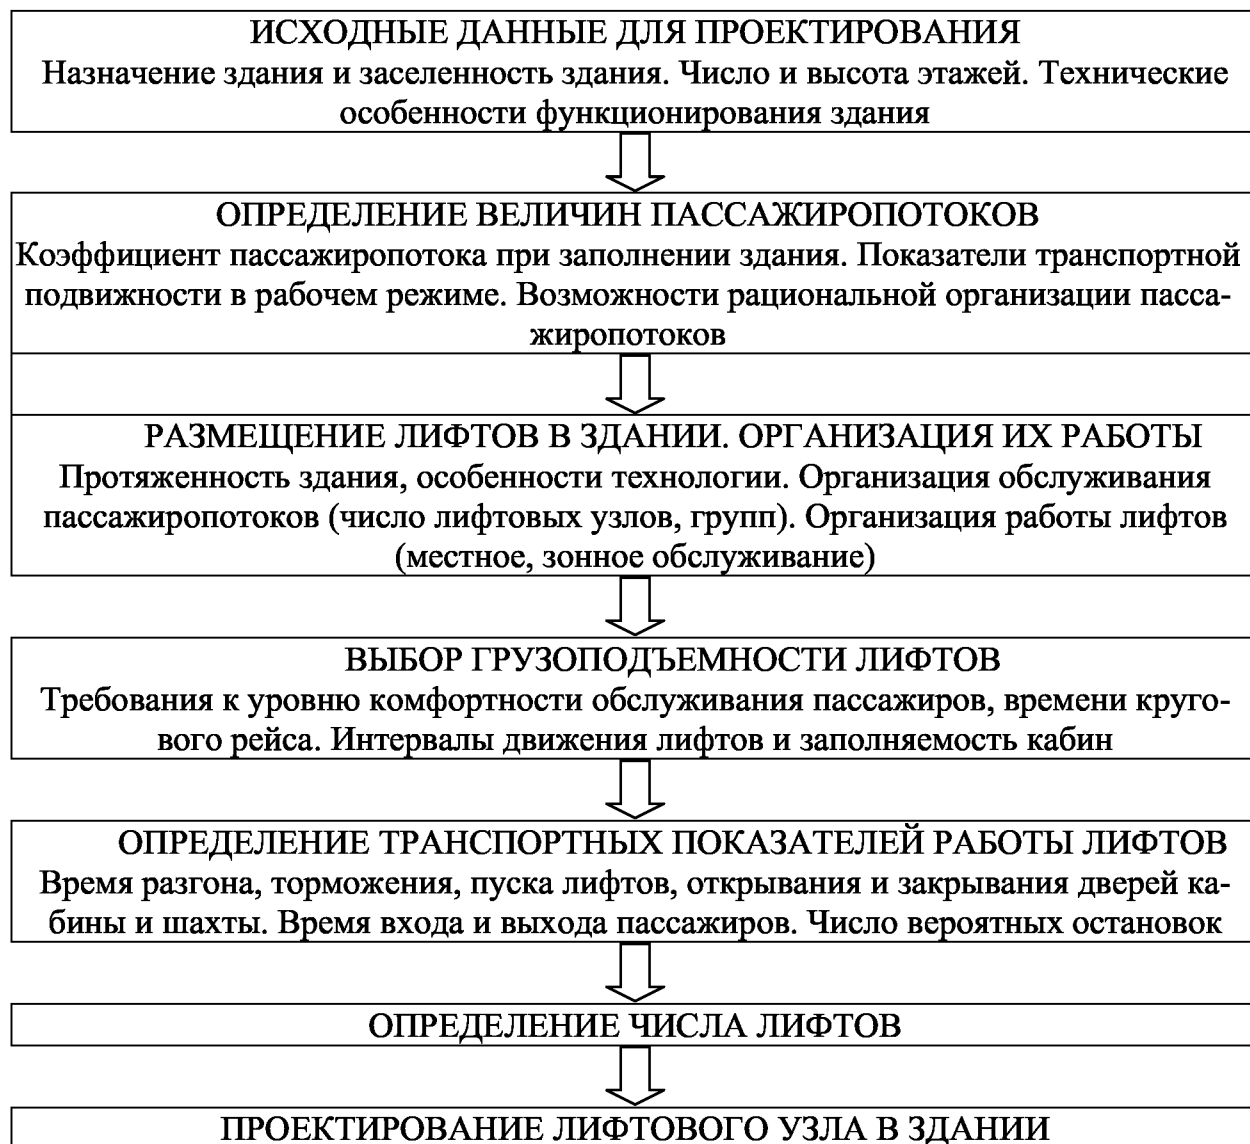 ИСХОДНЫЕ ДАННЫЕ ДЛЯ ПРОЕКТИРОВАНИЯ
Назначение здания и заселенность здания. Число и высота этажей. Технические
особенности функционирования здания
ОПРЕДЕЛЕНИЕ ВЕЛИЧИН ПАССАЖИРОПОТОКОВ
Коэффициент пассажиропотока при заполнении здания. Показатели транспортной
подвижности в рабочем режиме. Возможности рациональной организации пасса-
жиропотоков
РАЗМЕЩЕНИЕ ЛИФТОВ В ЗДАНИИ. ОРГАНИЗАЦИЯ ИХ РАБОТЫ
Протяженность здания, особенности технологии. Организация обслуживания
пассажиропотоков (число лифтовых узлов, групп). Организация работы лифтов
(местное, зонное обслуживание)
ВЫБОР ГРУЗОПОДЪЕМНОСТИ ЛИФТОВ
Требования к уровню комфортности обслуживания пассажиров, времени круго-
вого рейса. Интервалы движения лифтов и заполняемость кабин
ОПРЕДЕЛЕНИЕ ТРАНСПОРТНЫХ ПОКАЗАТЕЛЕЙ РАБОТЫ ЛИФТОВ
Время разгона, торможения, пуска лифтов, открывания и закрывания дверей ка-
бины и шахты. Время входа и выхода пассажиров. Число вероятных остановок
ОПРЕДЕЛЕНИЕ ЧИСЛА ЛИФТОВ
ПРОЕКТИРОВАНИЕ ЛИФТОВОГО УЗЛА В ЗДАНИИ